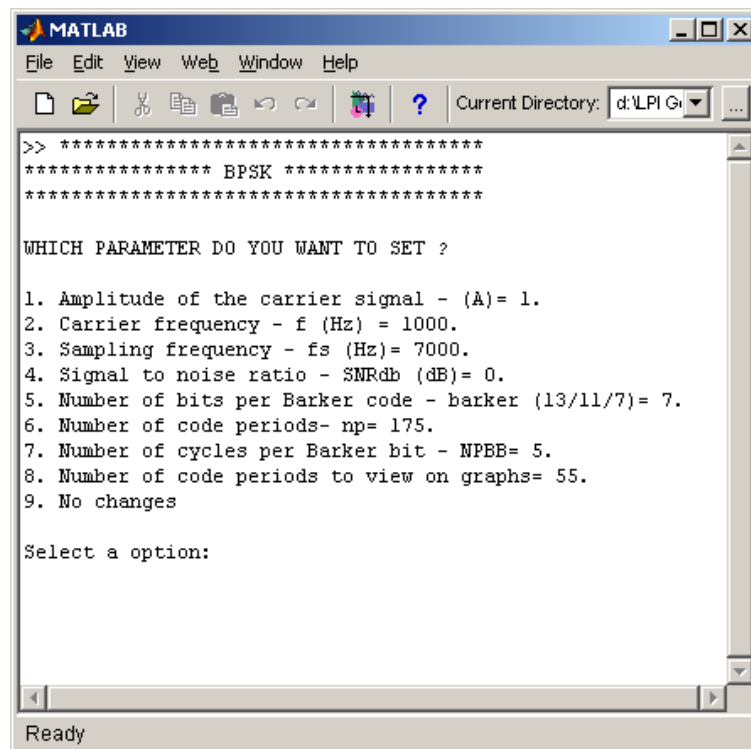 MATLAB
File Edit View Web Window Help
Current Directory: d:\LPI G
>> ************************************
**************** BPSK *****************
***************************************
WHICH PARAMETER DO YOU WANT TO SET ?
1. Amplitude of the carrier signal - (A)= 1.
2. Carrier frequency - f (Hz) = 1000.
3. Sampling frequency - fs (Hz)= 7000.
4. Signal to noise ratio - SNRdb (dB)= 0.
5. Number of bits per Barker code - barker (13/11/7)= 7.
6. Number of code periods- np= 175.
7. Number of cycles per Barker bit - NPBB= 5.
8. Number of code periods to view on graphs= 55.
9. No changes
Select a option:
Ready